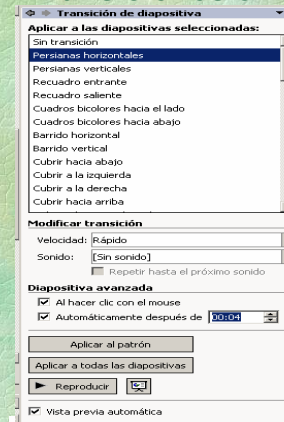 Transición de diapositiva
Aplicar a las diapositivas seleccionadas:
Sin transición
Persianas horizontales
Persianas verticales
Recuadro entrante
Recuadro saliente
Cuadros bicolores hacia el lado
Cuadros bicolores hacia abajo
Barrido horizontal
Barrido vertical
Cubrir hacia abajo
Cubrir a la izquierda
Cubrir a la derecha
Cubrir hacia arriba
Modificar transición
Velocidad: Rápido
Sonido: [Sin sonido]
Repetir hasta el próximo sonido
Diapositiva avanzada
Al hacer clic con el mouse
Automáticamente después de 00:04
Aplicar al patrón
Aplicar a todas las diapositivas
Reproducir
Vista previa automática